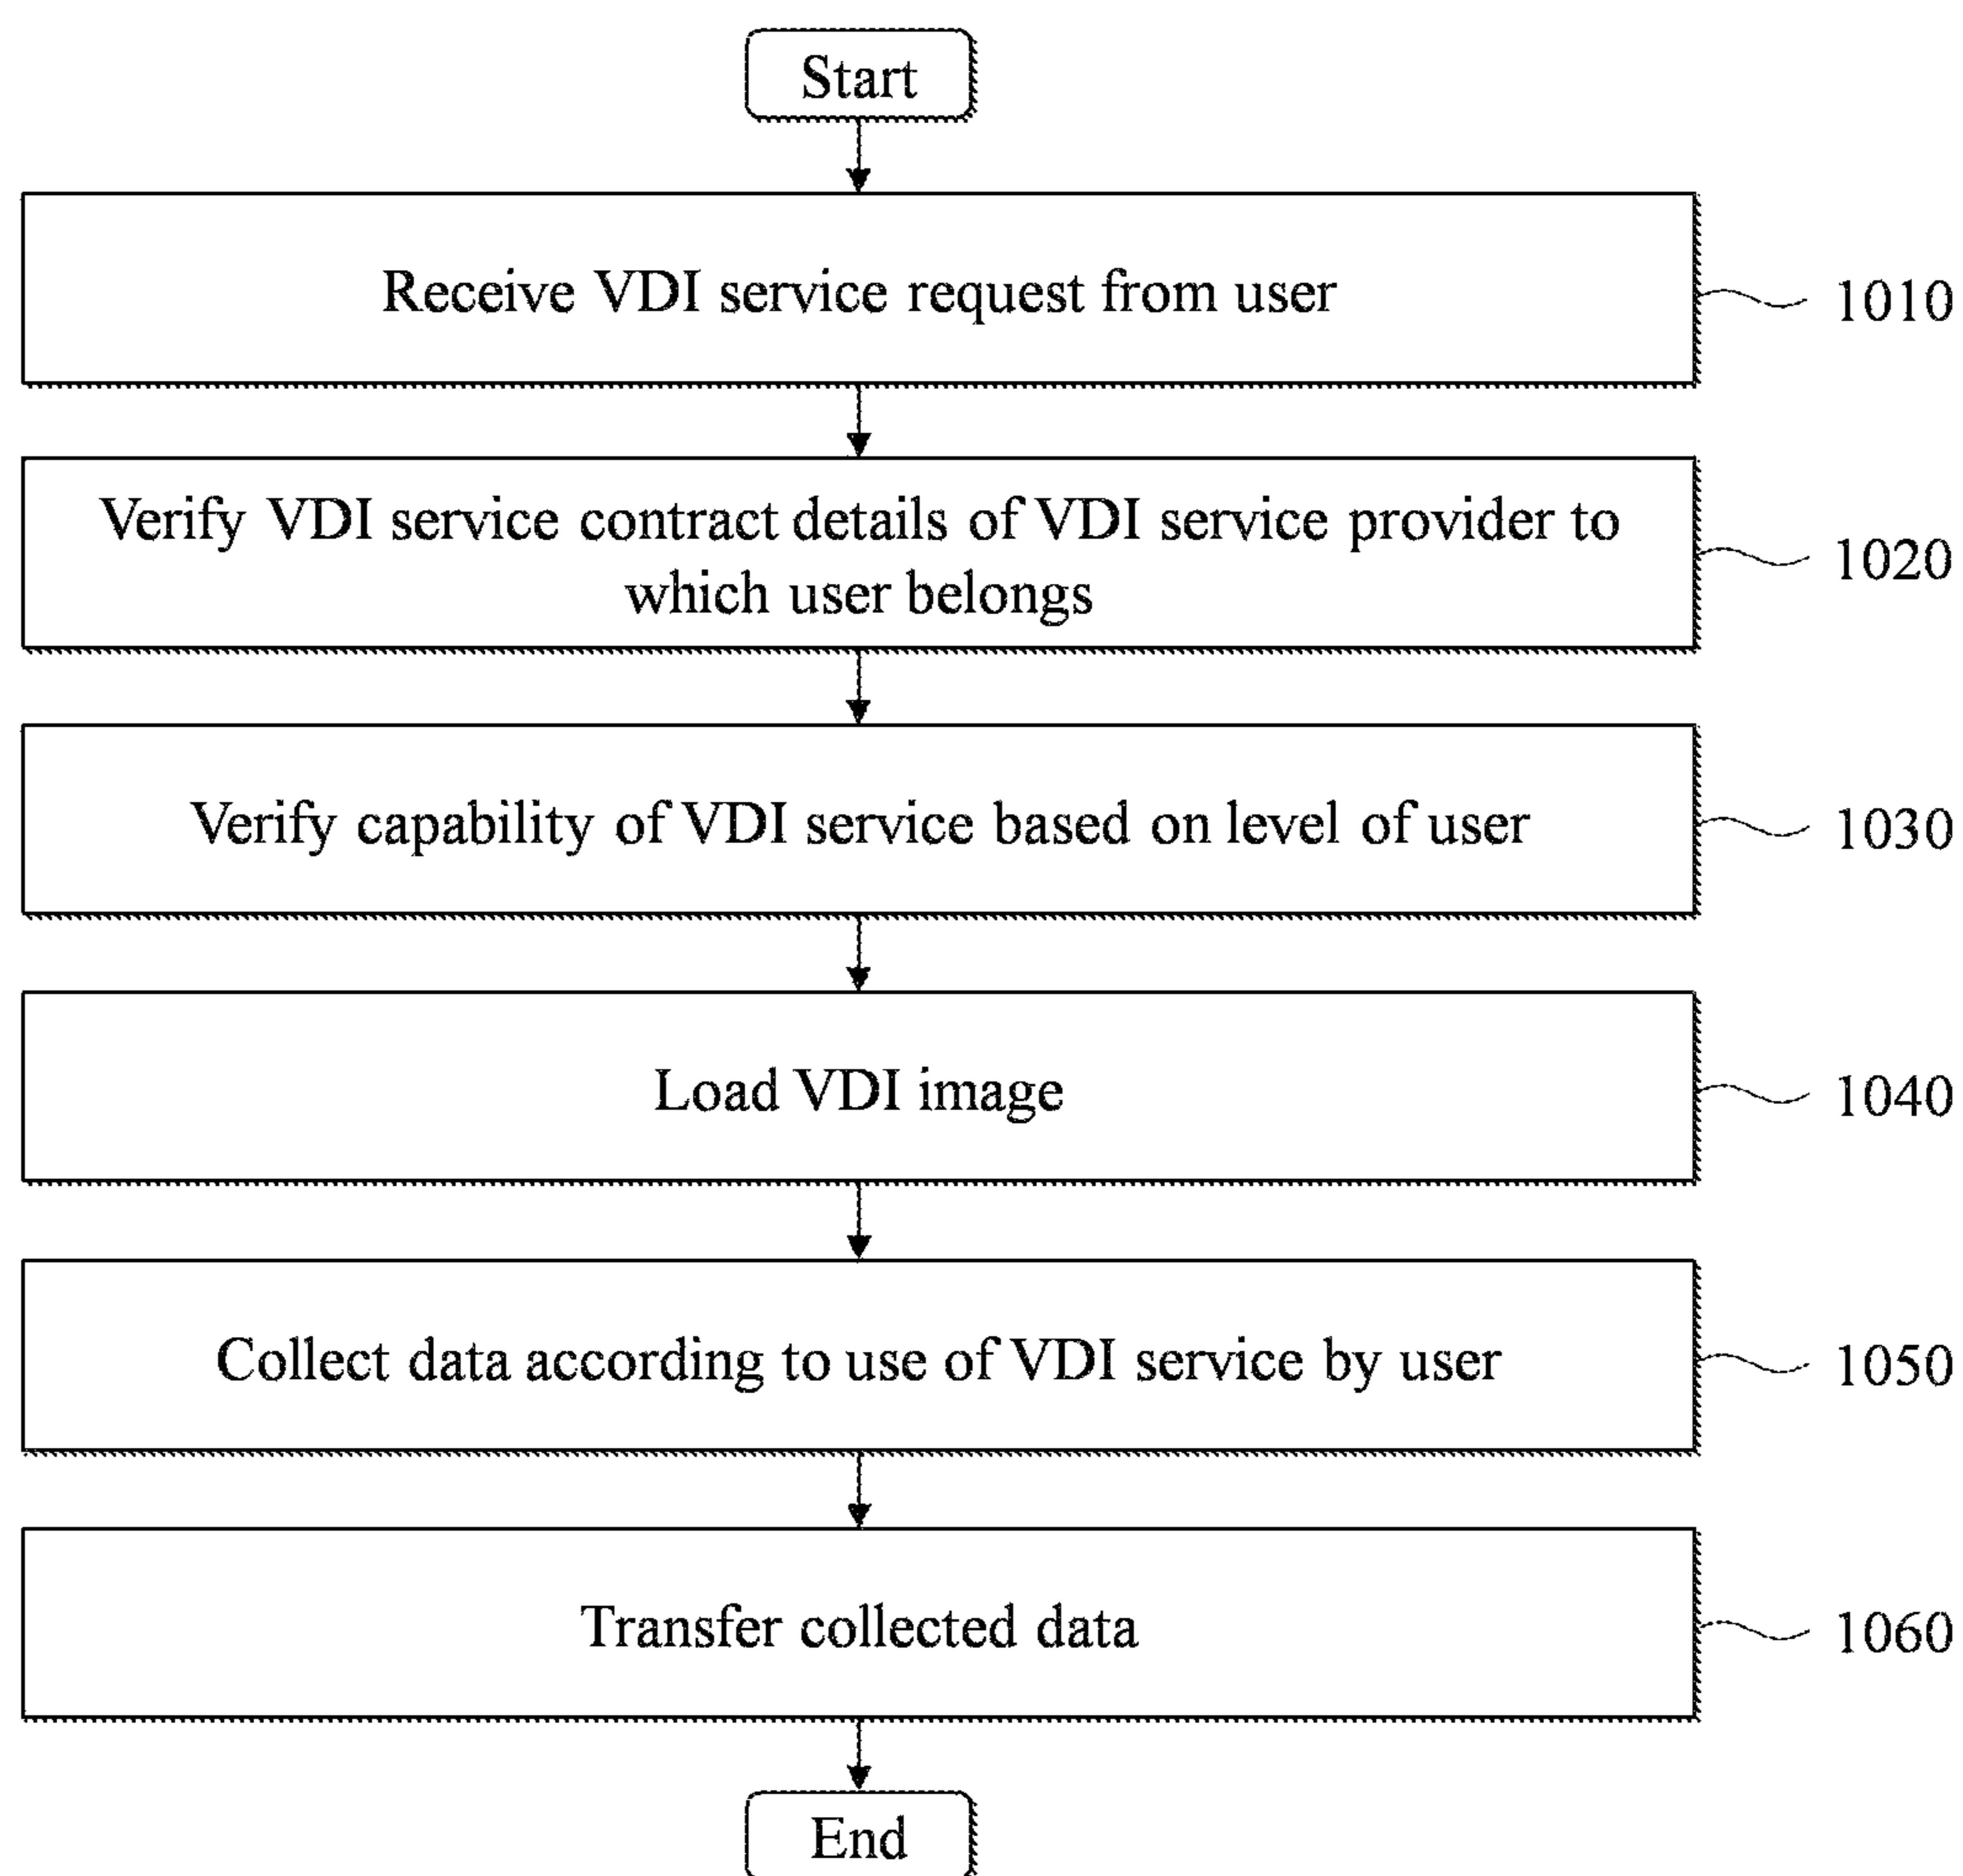 Start
Receive VDI service request from user
1010
Verify VDI service contract details of VDI service provider to
which user belongs
1020
Verify capability of VDI service based on level of user
1030
Load VDI image
1040
Collect data according to use of VDI service by user
1050
Transfer collected data
1060
End